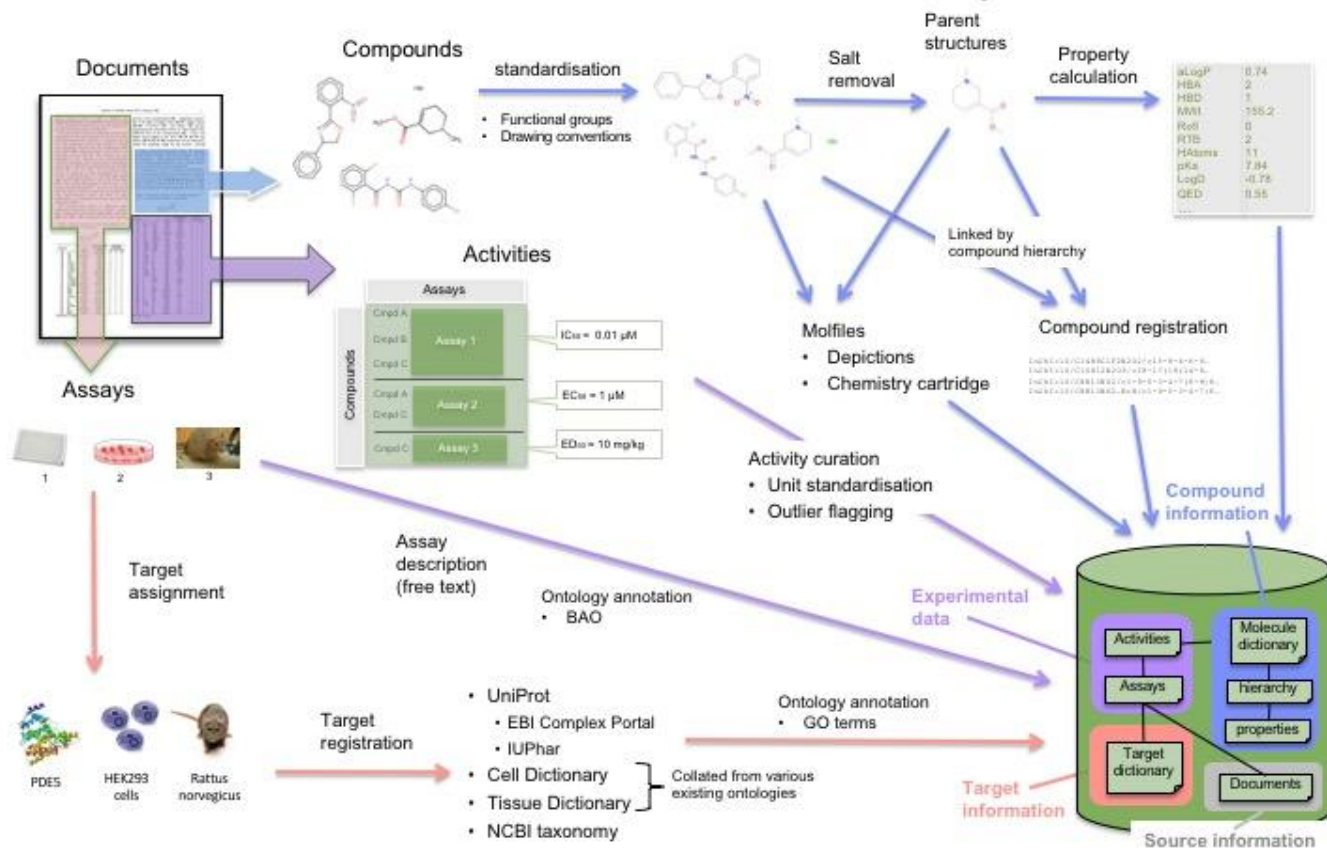 Documents
Compounds
standardisation
• Functional groups
• Drawing conventions
Salt
removal
Parent
structures
Property
calculation
aLogP 0.74
HBA 2
HBD 1
MWt 155.2
Ro5 0
RTB 2
HAtoms 11
pKa 7.84
LogD -0.78
QED 0.55
...
Linked by
compound hierarchy
Activities
Assays
Compounds
Cmpd A
Cmpd B
Cmpd C
Assay 1
IC50 = 0.01 µM
Cmpd A
Cmpd C
Assay 2
EC50 = 1 µM
Cmpd C
Assay 3
ED50 = 10 mg/kg
Molfiles
• Depictions
• Chemistry cartridge
Compound registration
Assays
1
2
3
Activity curation
• Unit standardisation
• Outlier flagging
Compound
information
Target
assignment
Assay
description
(free text)
Ontology annotation
• BAO
Experimental
data
Activities
Assays
Molecule
dictionary
hierarchy
properties
Target
dictionary
Documents
PDE5
HEK293
cells
Rattus
norvegicus
Target
registration
• UniProt
• EBI Complex Portal
• IUPhar
• Cell Dictionary
• Tissue Dictionary
• NCBI taxonomy
Collated from various
existing ontologies
Ontology annotation
• GO terms
Target
information
Source information